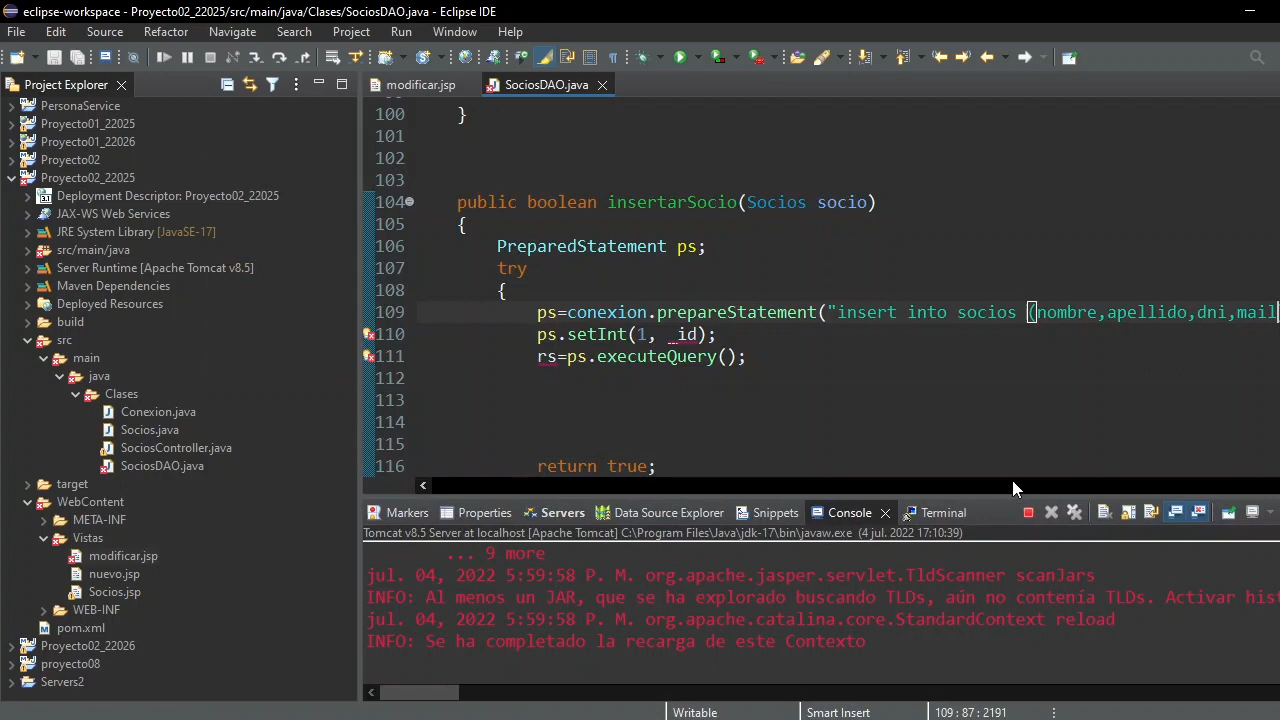 eclipse-workspace - Proyecto02_22025/src/main/java/Clases/SociosDAO.java - Eclipse IDE
File Edit Source Refactor Navigate Search Project Run Window Help
Project Explorer
modificar.jsp
SociosDAO.java
PersonaService
Proyecto01_22025
Proyecto01_22026
Proyecto02
Proyecto02_22025
Deployment Descriptor: Proyecto02_22025
JAX-WS Web Services
JRE System Library [JavaSE-17]
src/main/java
Server Runtime [Apache Tomcat v8.5]
Maven Dependencies
Deployed Resources
build
src
main
java
Clases
Conexion.java
Socios.java
SociosController.java
SociosDAO.java
target
WebContent
META-INF
Vistas
modificar.jsp
nuevo.jsp
Socios.jsp
WEB-INF
pom.xml
Proyecto02_22026
proyecto08
Servers2
100 }
101
102
103
104 public boolean insertarSocio(Socios socio)
105 {
106 PreparedStatement ps;
107 try
108 {
109 ps=conexion.prepareStatement("insert into socios (nombre,apellido,dni,mail
110 ps.setInt(1, _id);
111 rs=ps.executeQuery();
112
113
114
115
116 return true;
Markers Properties Servers Data Source Explorer Snippets Console Terminal
Tomcat v8.5 Server at localhost [Apache Tomcat] C:\Program Files\Java\jdk-17\bin\javaw.exe (4 jul. 2022 17:10:39)
... 9 more
jul. 04, 2022 5:59:58 P. M. org.apache.jasper.servlet.TldScanner scanJars
INFO: Al menos un JAR, que se ha explorado buscando TLDs, aún no contenía TLDs. Activar hist
jul. 04, 2022 5:59:58 P. M. org.apache.catalina.core.StandardContext reload
INFO: Se ha completado la recarga de este Contexto
Writable Smart Insert 109 : 87 : 2191